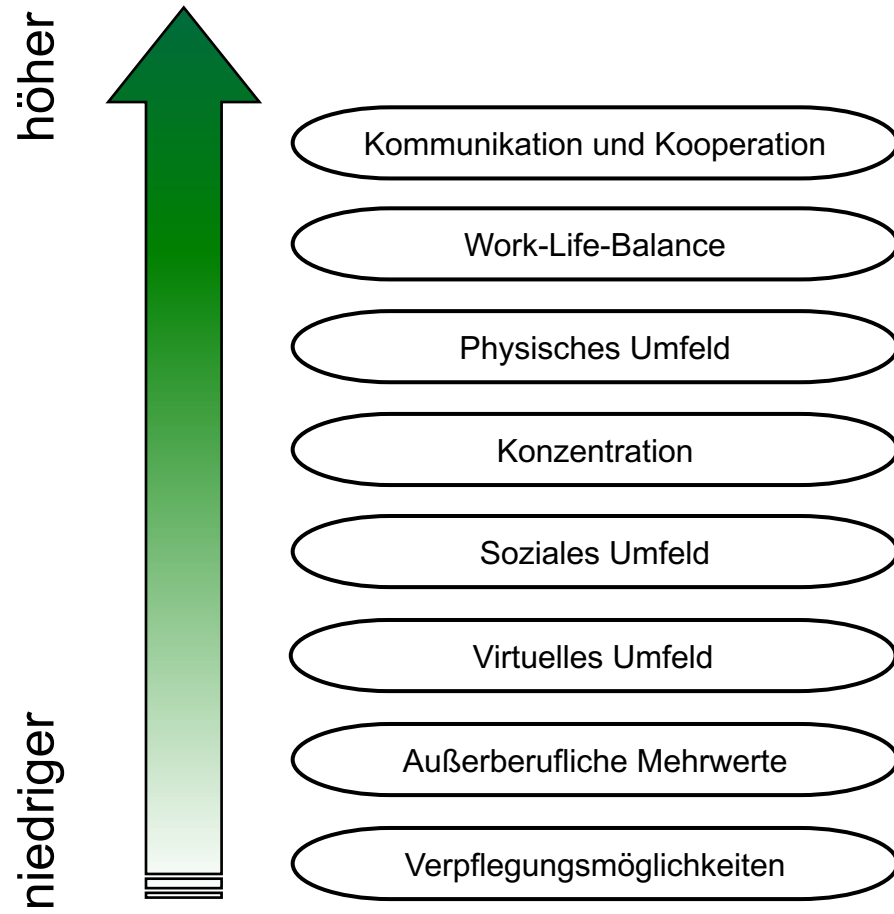 höher
Kommunikation und Kooperation
Work-Life-Balance
Physisches Umfeld
Konzentration
Soziales Umfeld
Virtuelles Umfeld
Außerberufliche Mehrwerte
Verpflegungsmöglichkeiten
niedriger